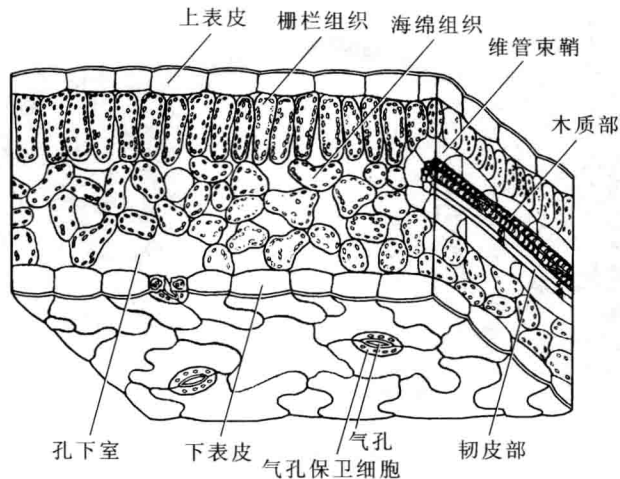 上表皮
栅栏组织
海绵组织
维管束鞘
木质部
孔下室
下表皮
气孔
气孔保卫细胞
韧皮部